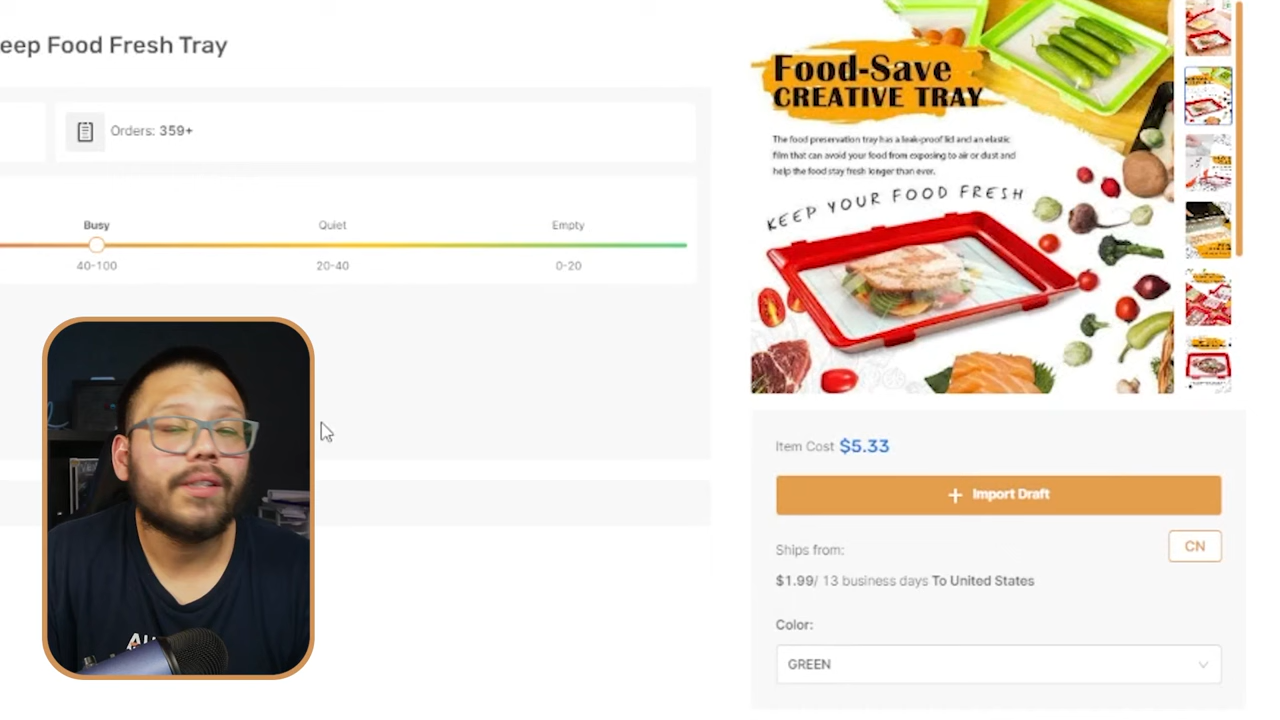 eep Food Fresh Tray
Orders: 359+
Busy
Quiet
Empty
40-100
20-40
0-20
Food-Save
CREATIVE TRAY
The food preservation tray has a leak-proof lid and an elastic
film that can avoid your food from exposing to air or dust and
help the food stay fresh longer than ever.
KEEP YOUR FOOD FRESH
Item Cost $5.33
+ Import Draft
Ships from:
CN
$1.99/ 13 business days To United States
Color:
GREEN